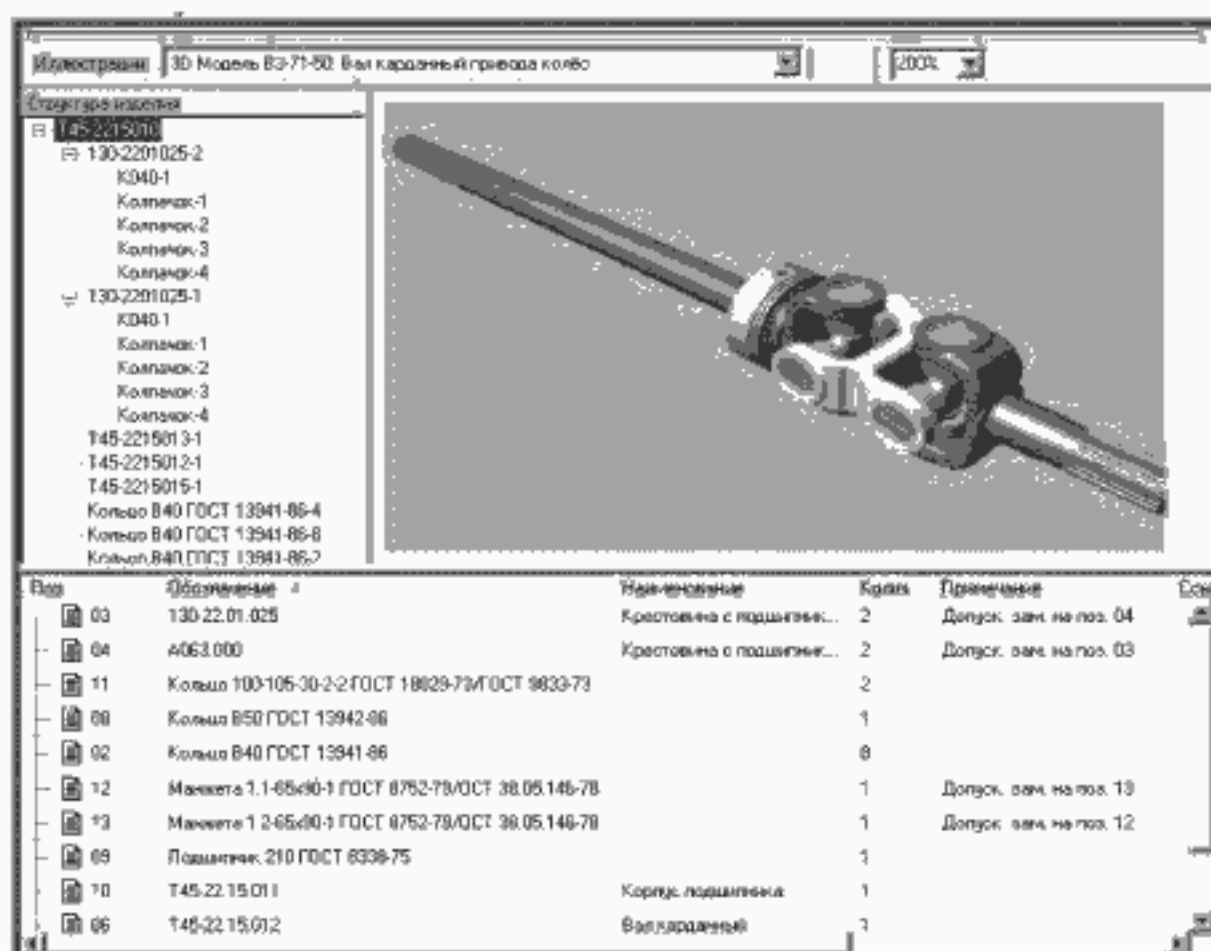 Иллюстрации 3D Модель ВЗ-71-50: Вал карданный привода колёс 200%
Структура изделия
Т45-2215010
130-2201025-2
К040-1
Колпачок-1
Колпачок-2
Колпачок-3
Колпачок-4
130-2201025-1
К040-1
Колпачок-1
Колпачок-2
Колпачок-3
Колпачок-4
Т45-2215013-1
Т45-2215012-1
Т45-2215015-1
Кольцо В40 ГОСТ 13941-86-4
Кольцо В40 ГОСТ 13941-86-8
Кольцо В40 ГОСТ 13941-86-2
Поз Обозначение Наименование Колич Примечание
03 130-22.01.025 Крестовина с подшипник... 2 Допуск. зам. на поз. 04
04 А063.000 Крестовина с подшипник... 2 Допуск. зам. на поз. 03
11 Кольцо 100-105-30-2-2 ГОСТ 18829-73/ГОСТ 9833-73 2
08 Кольцо В50 ГОСТ 13942-86 1
02 Кольцо В40 ГОСТ 13941-86 8
12 Манжета 1.1-65х90-1 ГОСТ 8752-79/ОСТ 38.05.146-78 1 Допуск. зам. на поз. 13
13 Манжета 1.2-65х90-1 ГОСТ 8752-79/ОСТ 38.05.146-78 1 Допуск. зам. на поз. 12
09 Подшипник 210 ГОСТ 8338-75 1
10 Т45-22.15.011 Корпус подшипника 1
06 Т45-22.15.012 Вал карданный 1